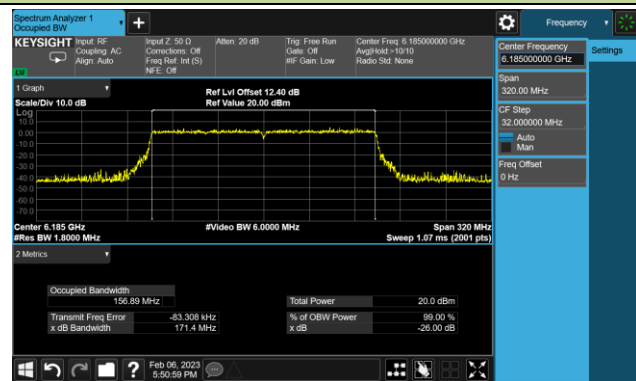 Spectrum Analyzer 1
Occupied BW
Frequency
KEYSIGHT
Input: RF
Coupling: AC
Align: Auto
Input Z: 50 Ω
Corrections: Off
Freq Ref: Int (S)
NFE: Off
Atten: 20 dB
Trig: Free Run
Gate: Off
#IF Gain: Low
Center Freq: 6.185000000 GHz
Avg|Hold:>10/10
Radio Std: None
LW
Center Frequency
6.185000000 GHz
Settings
Span
320.00 MHz
CF Step
32.000000 MHz
Auto
Man
Freq Offset
0 Hz
1 Graph
Scale/Div 10.0 dB
Ref Lvl Offset 12.40 dB
Ref Value 20.00 dBm
Log
10.0
0.00
-10.0
-20.0
-30.0
-40.0
-50.0
-60.0
-70.0
Center 6.185 GHz
#Video BW 6.0000 MHz
Span 320 MHz
#Res BW 1.8000 MHz
Sweep 1.07 ms (2001 pts)
2 Metrics
Occupied Bandwidth
156.89 MHz
Total Power
20.0 dBm
Transmit Freq Error
-83.308 kHz
% of OBW Power
99.00 %
x dB Bandwidth
171.4 MHz
x dB
-26.00 dB
?
Feb 06, 2023
5:50:59 PM